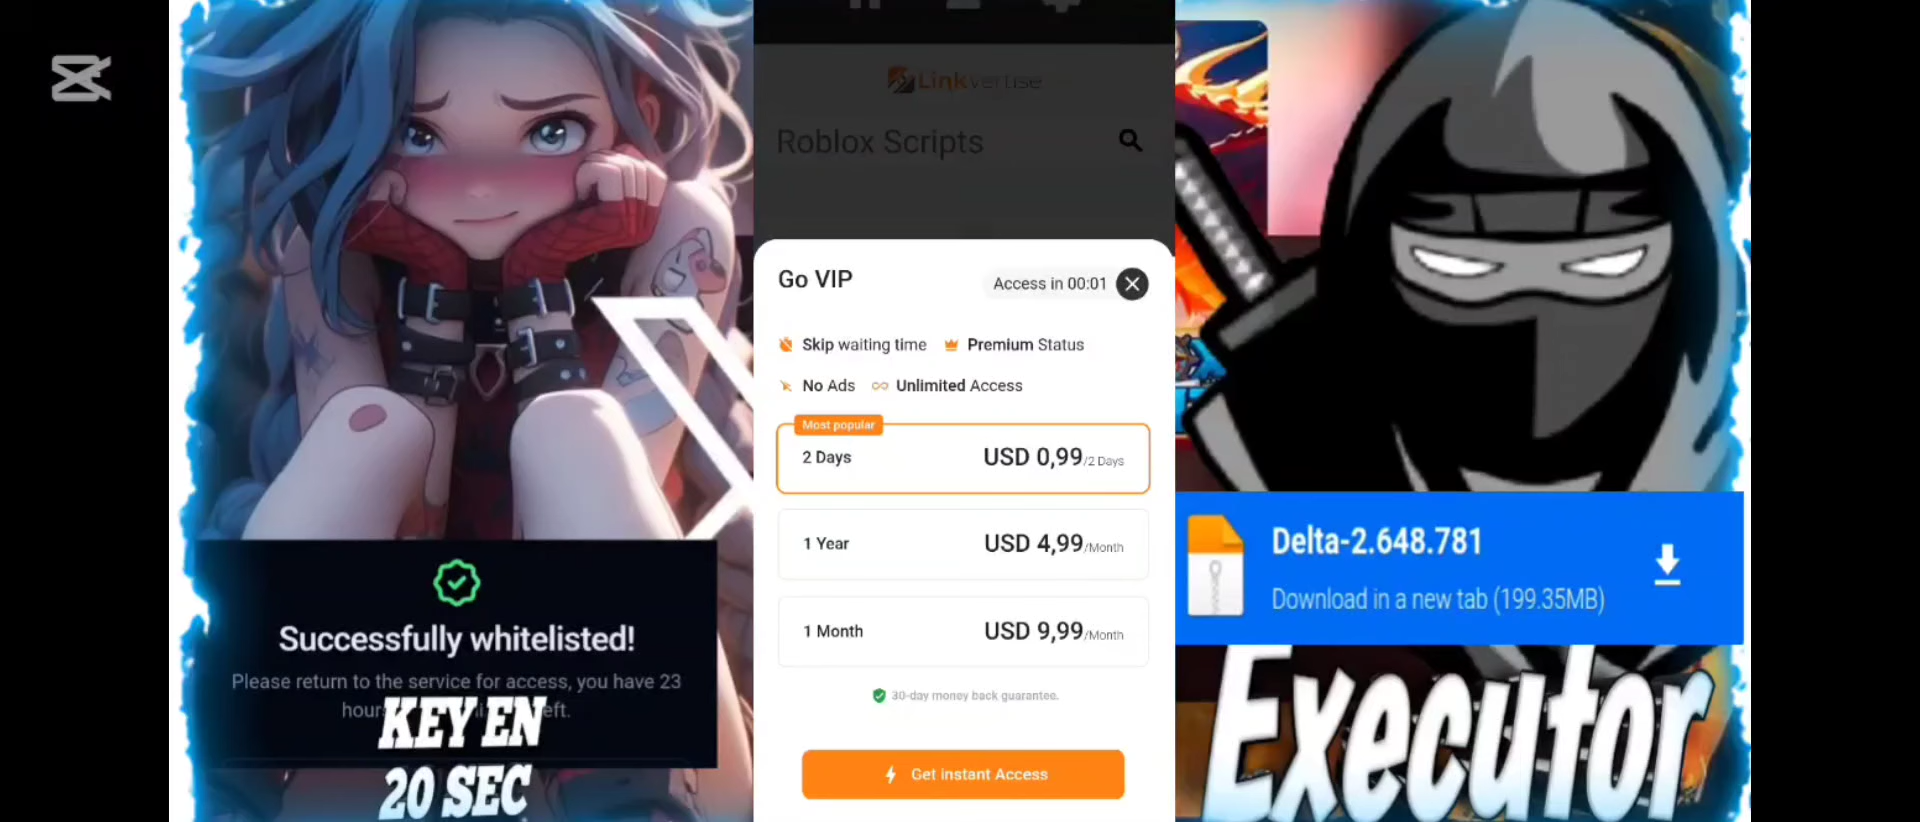 Successfully whitelisted!
Please return to the service for access, you have 23
hour eft.
KEY EN
20 SEC
Linkvertise
Roblox Scripts
Go VIP
Access in 00:01
Skip waiting time
Premium Status
No Ads
Unlimited Access
Most popular
2 Days
USD 0,99/2 Days
1 Year
USD 4,99/Month
1 Month
USD 9,99/Month
30-day money back guarantee.
Get Instant Access
Delta-2.648.781
Download in a new tab (199.35MB)
Executor